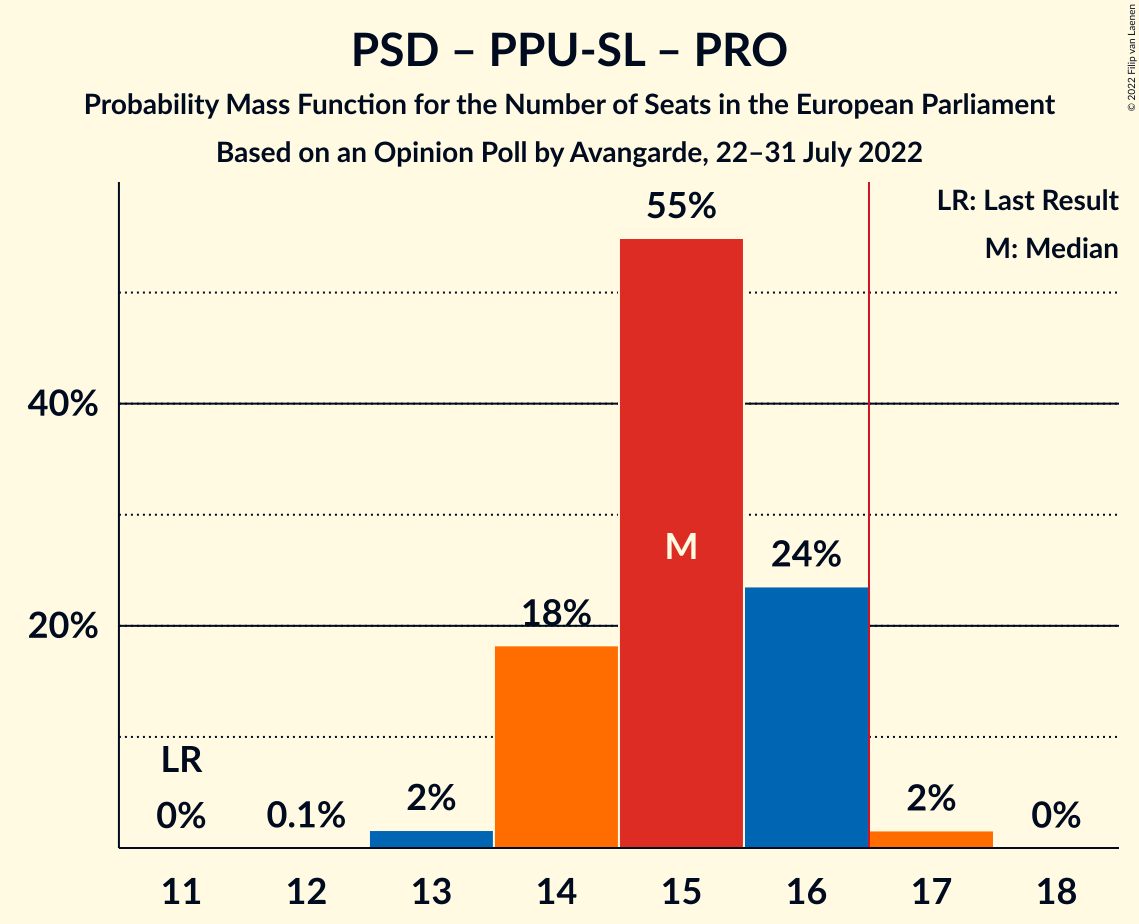 PSD – PPU-SL – PRO
Probability Mass Function for the Number of Seats in the European Parliament
Based on an Opinion Poll by Avangarde, 22–31 July 2022
© 2022 Filip van Laenen
LR: Last Result
M: Median
55%
40%
M
24%
20%
18%
LR
0%
0.1%
2%
2%
0%
11 12 13 14 15 16 17 18